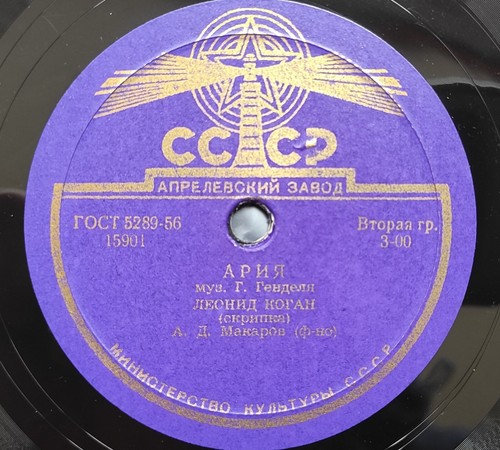 СССР
АПРЕЛЕВСКИЙ ЗАВОД
ГОСТ 5289-56
15901
Вторая гр.
3-00
АРИЯ
муз. Г. Генделя
ЛЕОНИД КОГАН
(скрипка)
А. Д. Макаров (ф-но)
МИНИСТЕРСТВО КУЛЬТУРЫ СССР